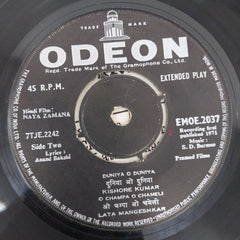 TRADE MARK
ODEON
Regd. Trade Mark of The Gramophone Co. Ltd.
45 R.P.M.
EXTENDED PLAY
Hindi Film :
NAYA ZAMANA
7TJE.2242
Side Two
Lyrics :
Anand Bakshi
EMOE.2037
Recording first
published 1971
Music :
S. D. Burman
Pramod Films
DUNIYA O DUNIYA
दुनिया ओ दुनिया
KISHORE KUMAR
O CHAMPA O CHAMELI
ओ चम्पा ओ चमेली
LATA MANGESHKAR